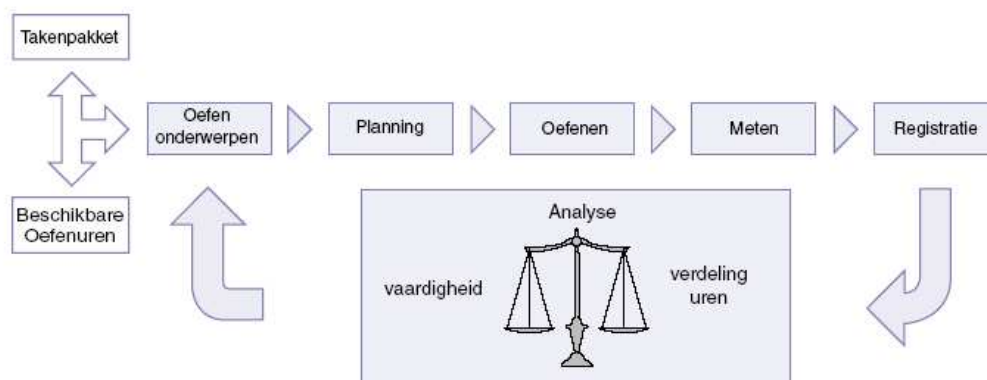 Takenpakket
Oefen
onderwerpen
Planning
Oefenen
Meten
Registratie
Beschikbare
Oefenuren
Analyse
vaardigheid
verdeling
uren